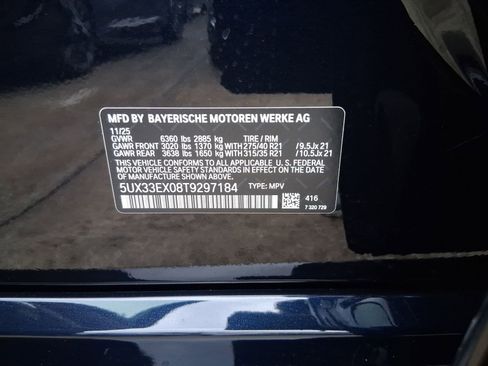 MFD BY BAYERISCHE MOTOREN WERKE AG
11/25
GVWR 6360 lbs 2885 kg TIRE / RIM
GAWR FRONT 3020 lbs 1370 kg WITH = 275/40 R21 / 9.5Jx 21
GAWR REAR 3638 lbs 1650 kg WITH = 315/35 R21 / 10.5Jx 21
THIS VEHICLE CONFORMS TO ALL APPLICABLE U.S. FEDERAL
MOTOR VEHICLE SAFETY STANDARDS IN EFFECT ON THE DATE OF
MANUFACTURE SHOWN ABOVE.
5UX33EX08T9297184 TYPE: MPV
416
7 320 729